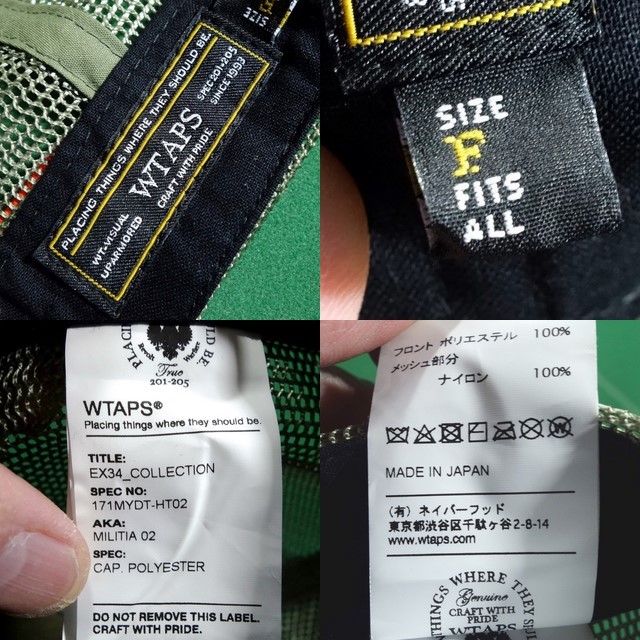 PLACING THINGS WHERE THEY SHOULD BE.
WT-VISUAL UPARMORED
WTAPS
CRAFT WITH PRIDE
SPEC 201-205
SINCE 1993
SIZE
SIZE
F.
FITS
ALL
True
201-205
WTAPS®
Placing things where they should be.
TITLE:
EX34_COLLECTION
SPEC NO:
171MYDT-HT02
AKA:
MILITIA 02
SPEC:
CAP. POLYESTER
DO NOT REMOVE THIS LABEL.
CRAFT WITH PRIDE.
フロント ポリエステル 100%
メッシュ部分
ナイロン 100%
MADE IN JAPAN
(有) ネイバーフッド
東京都渋谷区千駄ヶ谷2-8-14
www.wtaps.com
THINGS WHERE THEY
Genuine
CRAFT WITH
PRIDE
WTAPS